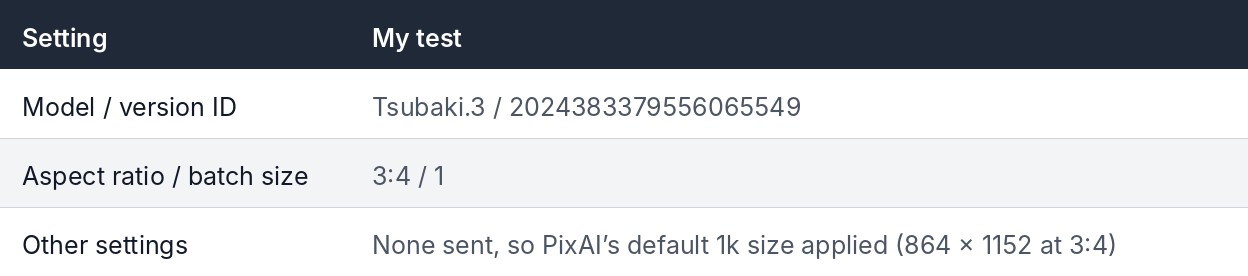 Setting My test
Model / version ID Tsubaki.3 / 2024383379556065549
Aspect ratio / batch size 3:4 / 1
Other settings None sent, so PixAI’s default 1k size applied (864 × 1152 at 3:4)